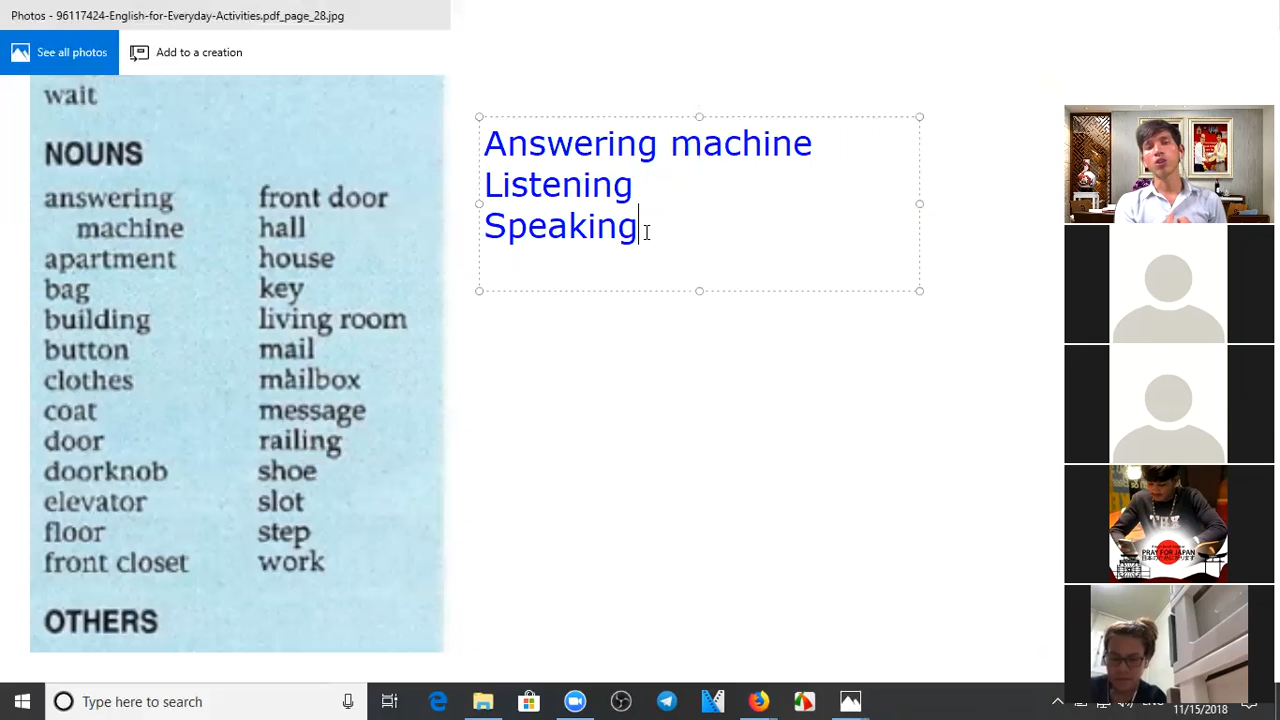 Photos - 96117424-English-for-Everyday-Activities.pdf_page_28.jpg
See all photos
Add to a creation
wait
NOUNS
answering
machine
apartment
bag
building
button
clothes
coat
door
doorknob
elevator
floor
front closet
front door
hall
house
key
living room
mail
mailbox
message
railing
shoe
slot
step
work
OTHERS
Answering machine
Listening
Speaking
PRAY FOR JAPAN
Type here to search
11/15/2018